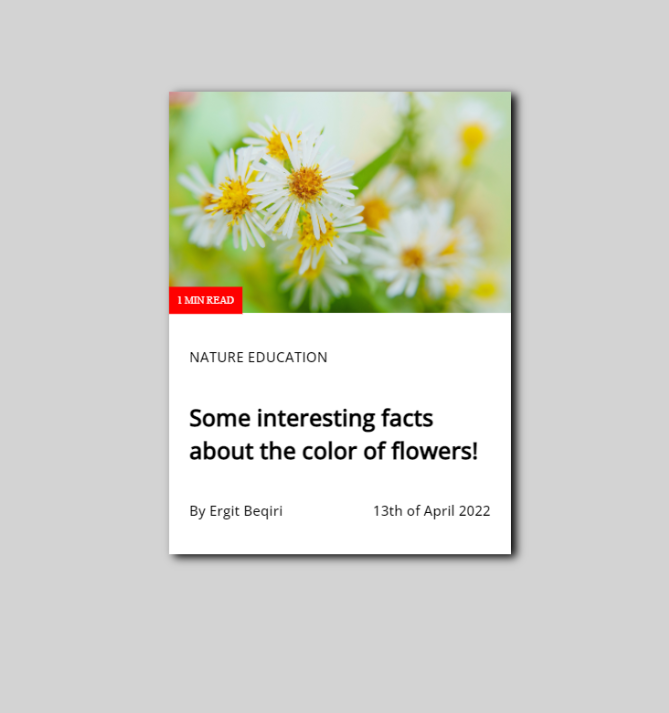 1 MIN READ
NATURE EDUCATION
Some interesting facts
about the color of flowers!
By Ergit Beqiri
13th of April 2022